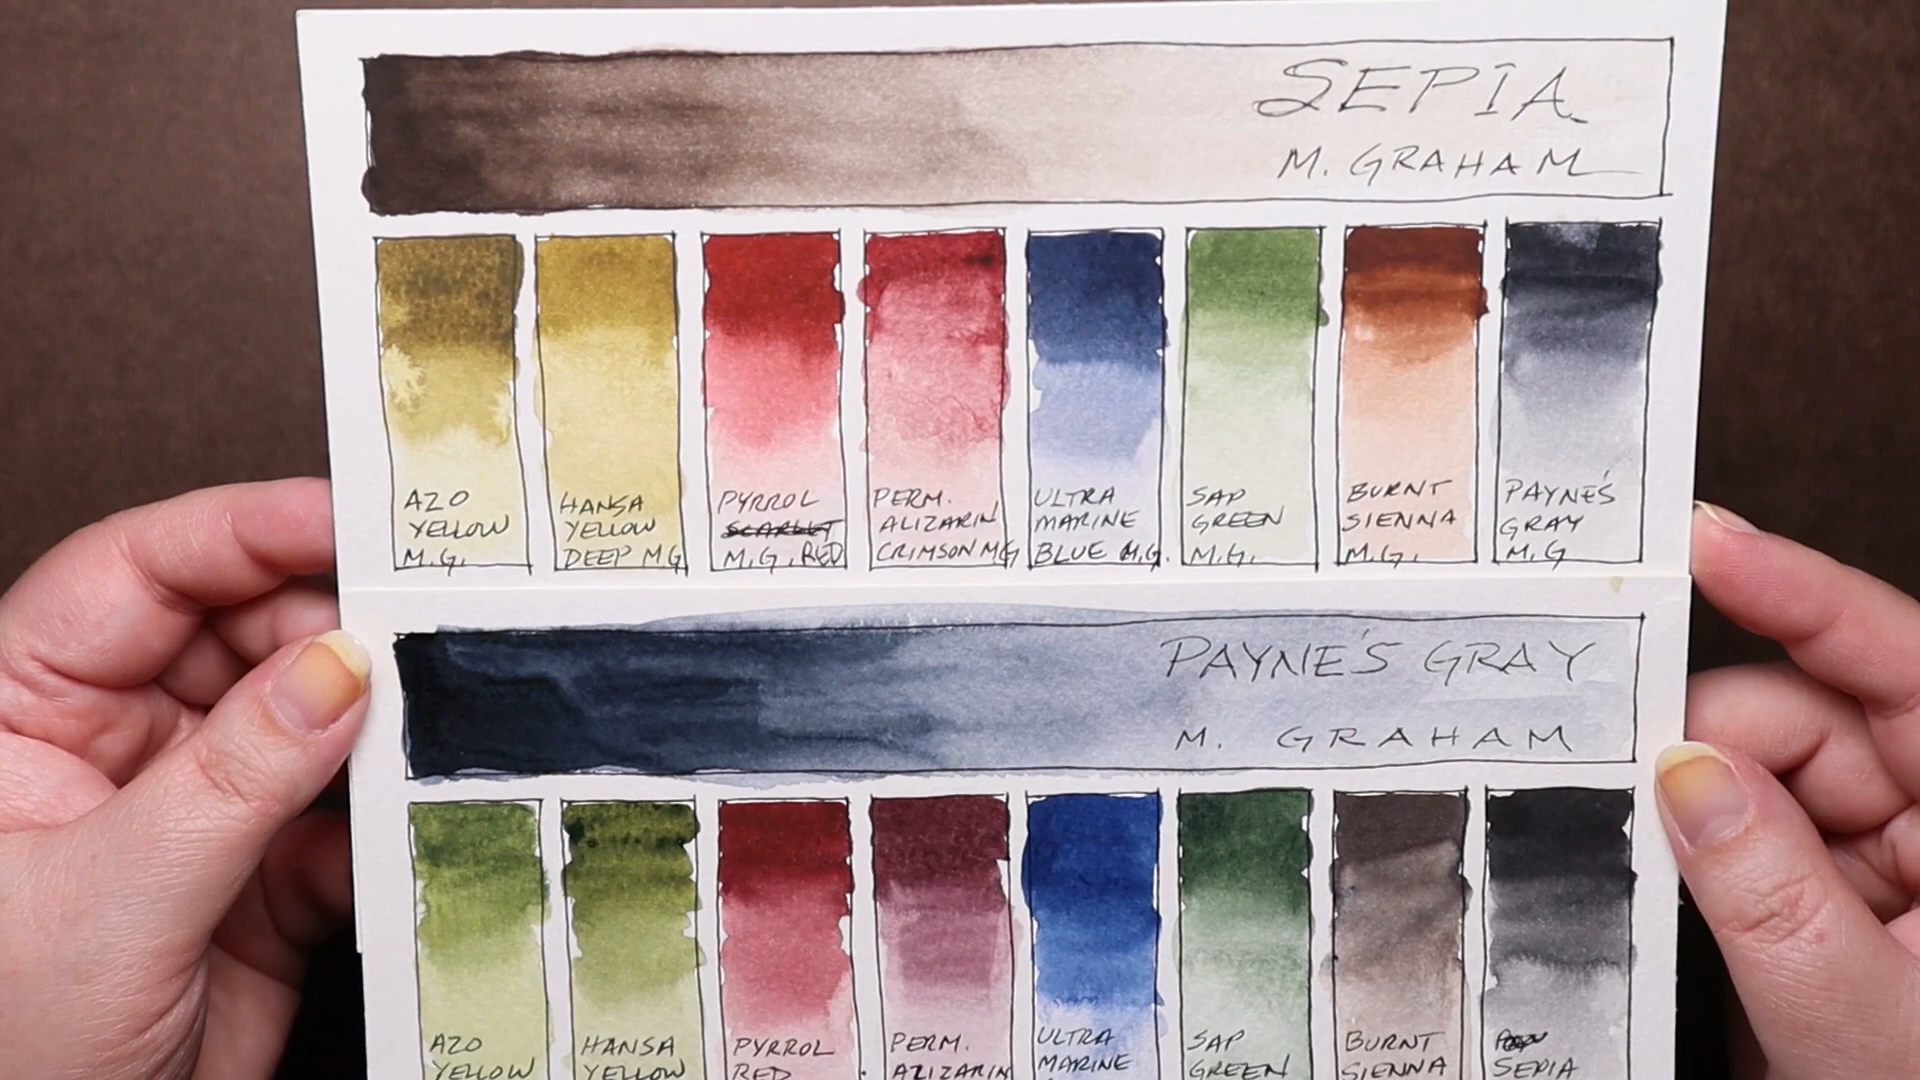 SEPIA
M. GRAHAM
AZO
YELLOW
M.G.
HANSA
YELLOW
DEEP M.G
PYRROL
SCARLET
M.G. RED
PERM.
ALIZARIN
CRIMSON MG
ULTRA
MARINE
BLUE M.G.
SAP
GREEN
M.G.
BURNT
SIENNA
M.G.
PAYNE'S
GRAY
M.G
PAYNE'S GRAY
M. GRAHAM
AZO
YELLOW
HANSA
YELLOW
PYRROL
RED
PERM.
ALIZARIN
ULTRA
MARINE
SAP
GREEN
BURNT
SIENNA
SEPIA